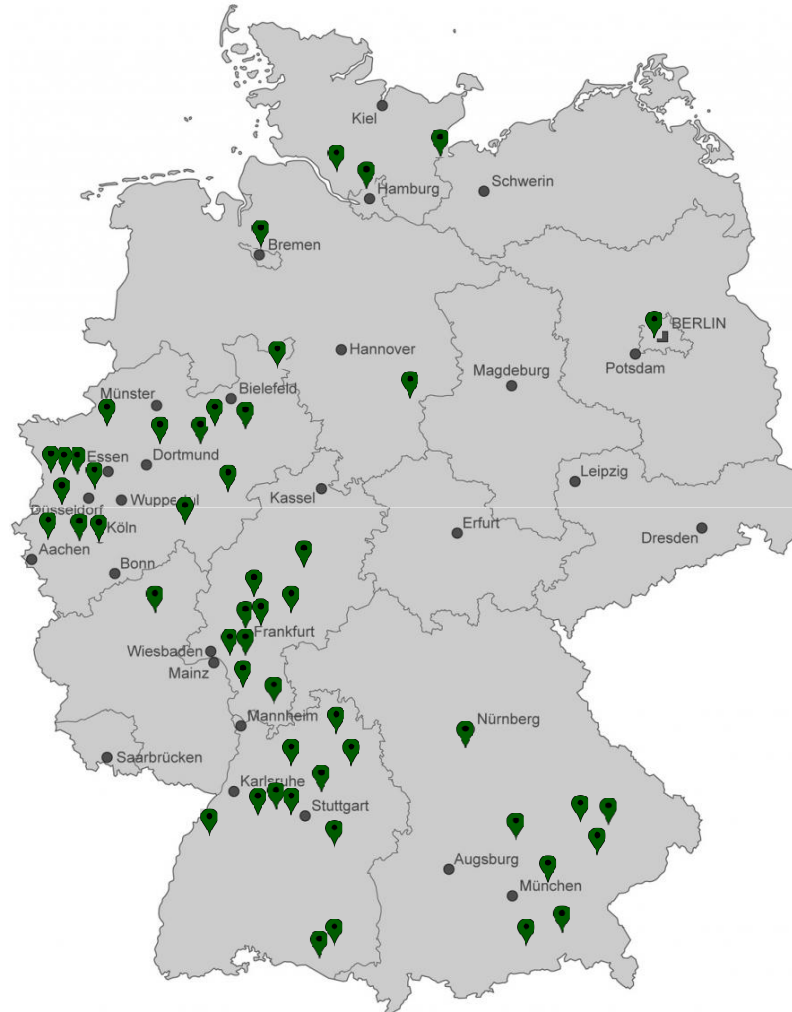 Kiel
Hamburg
Schwerin
Bremen
BERLIN
Hannover
Potsdam
Magdeburg
Münster
Bielefeld
Essen
Dortmund
Leipzig
Kassel
Düsseldorf
Köln
Erfurt
Dresden
Aachen
Bonn
Frankfurt
Wiesbaden
Mainz
Mannheim
Nürnberg
Saarbrücken
Karlsruhe
Stuttgart
Augsburg
München